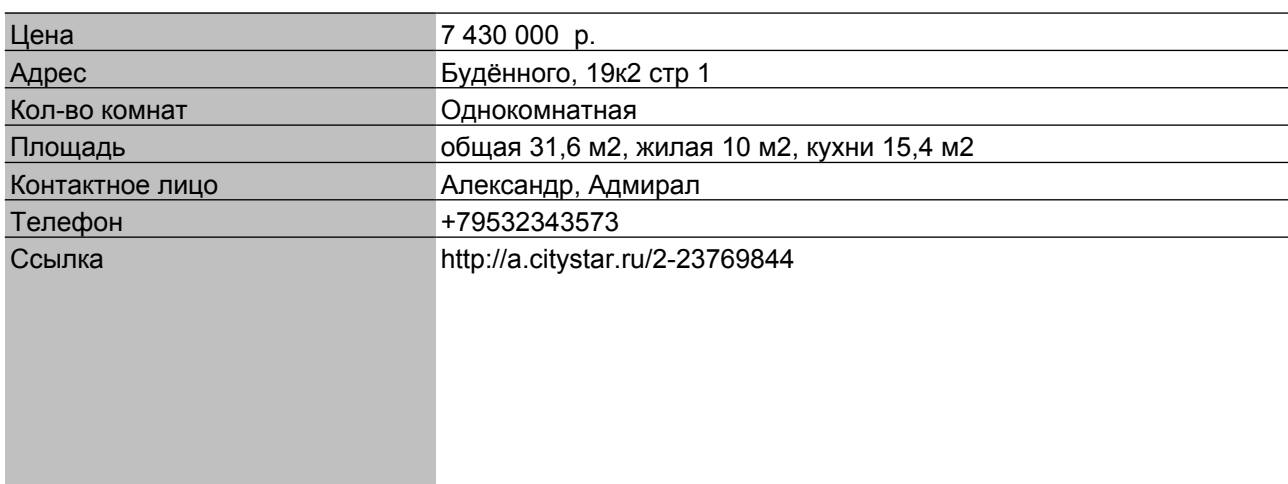 Цена 7 430 000 р.
Адрес Будённого, 19к2 стр 1
Кол-во комнат Однокомнатная
Площадь общая 31,6 м2, жилая 10 м2, кухни 15,4 м2
Контактное лицо Александр, Адмирал
Телефон +79532343573
Ссылка http://a.citystar.ru/2-23769844